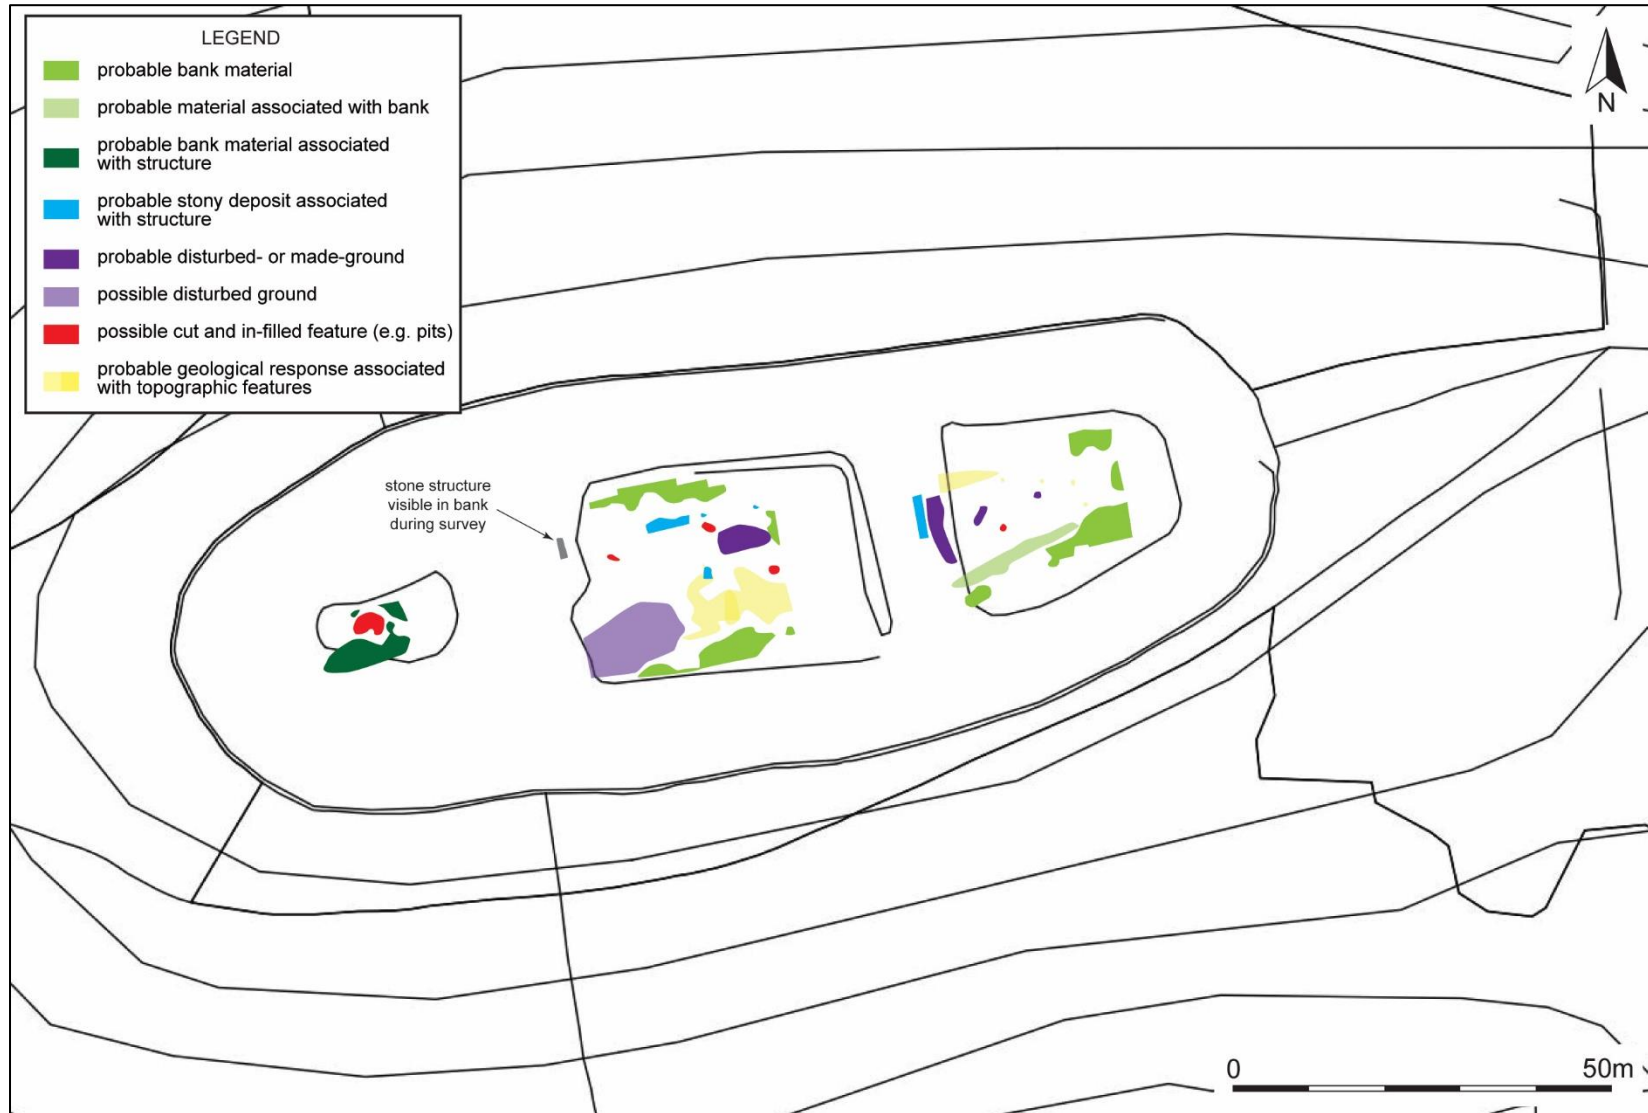 LEGEND
probable bank material
probable material associated with bank
probable bank material associated
with structure
probable stony deposit associated
with structure
probable disturbed- or made-ground
possible disturbed ground
possible cut and in-filled feature (e.g. pits)
probable geological response associated
with topographic features
N
stone structure
visible in bank
during survey
0 50m